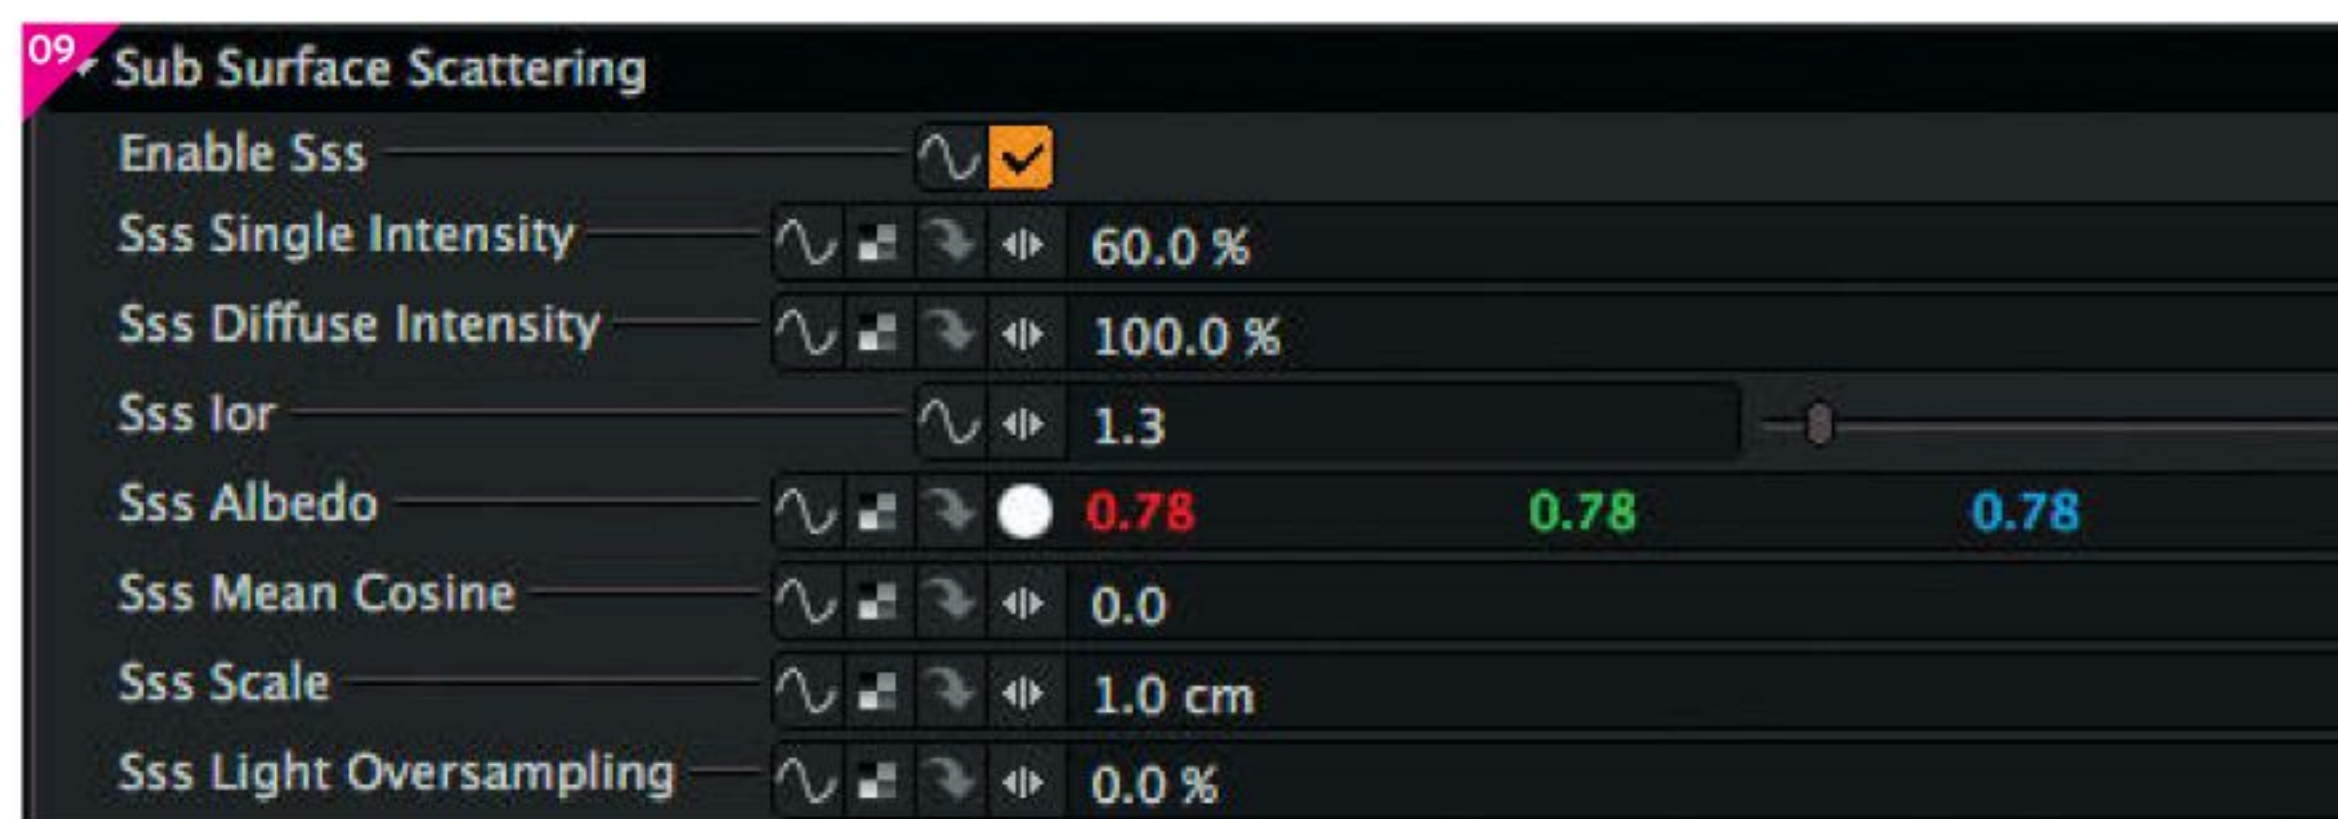 09
Sub Surface Scattering
Enable Sss
Sss Single Intensity 60.0 %
Sss Diffuse Intensity 100.0 %
Sss Ior 1.3
Sss Albedo 0.78 0.78 0.78
Sss Mean Cosine 0.0
Sss Scale 1.0 cm
Sss Light Oversampling 0.0 %